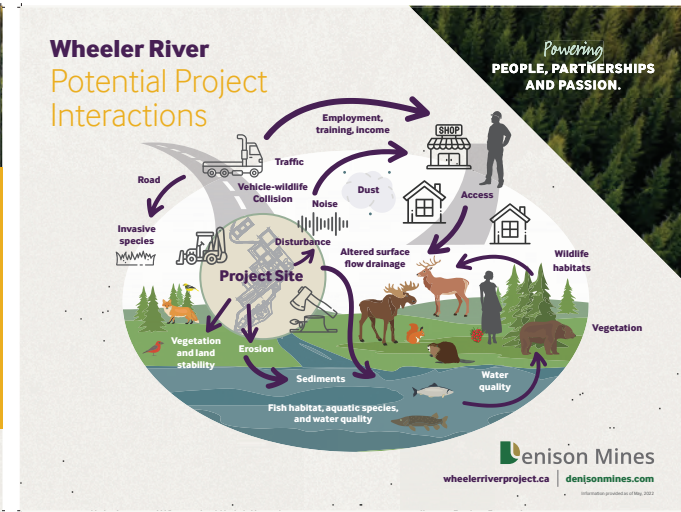 Wheeler River
Potential Project
Interactions
Powering
PEOPLE, PARTNERSHIPS
AND PASSION.
Employment,
training, income
SHOP
Traffic
Road
Vehicle-wildlife
Collision
Dust
Noise
Access
Invasive
species
Disturbance
Altered surface
flow drainage
Wildlife
habitats
Project Site
Vegetation
Vegetation
and land
stability
Erosion
Sediments
Water
quality
Fish habitat, aquatic species,
and water quality
Denison Mines
wheelerriverproject.ca | denisonmines.com
Information provided as of May, 2022